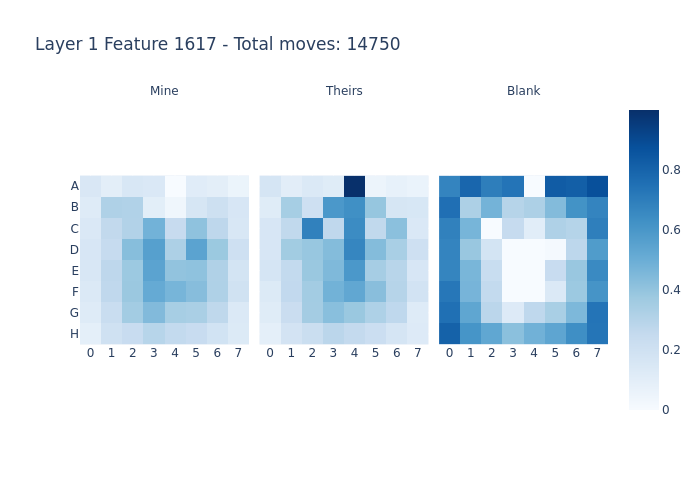 Layer 1 Feature 1617 - Total moves: 14750
Mine Theirs Blank
A
B
C
D
E
F
G
H
0 1 2 3 4 5 6 7 0 1 2 3 4 5 6 7 0 1 2 3 4 5 6 7
0.8
0.6
0.4
0.2
0